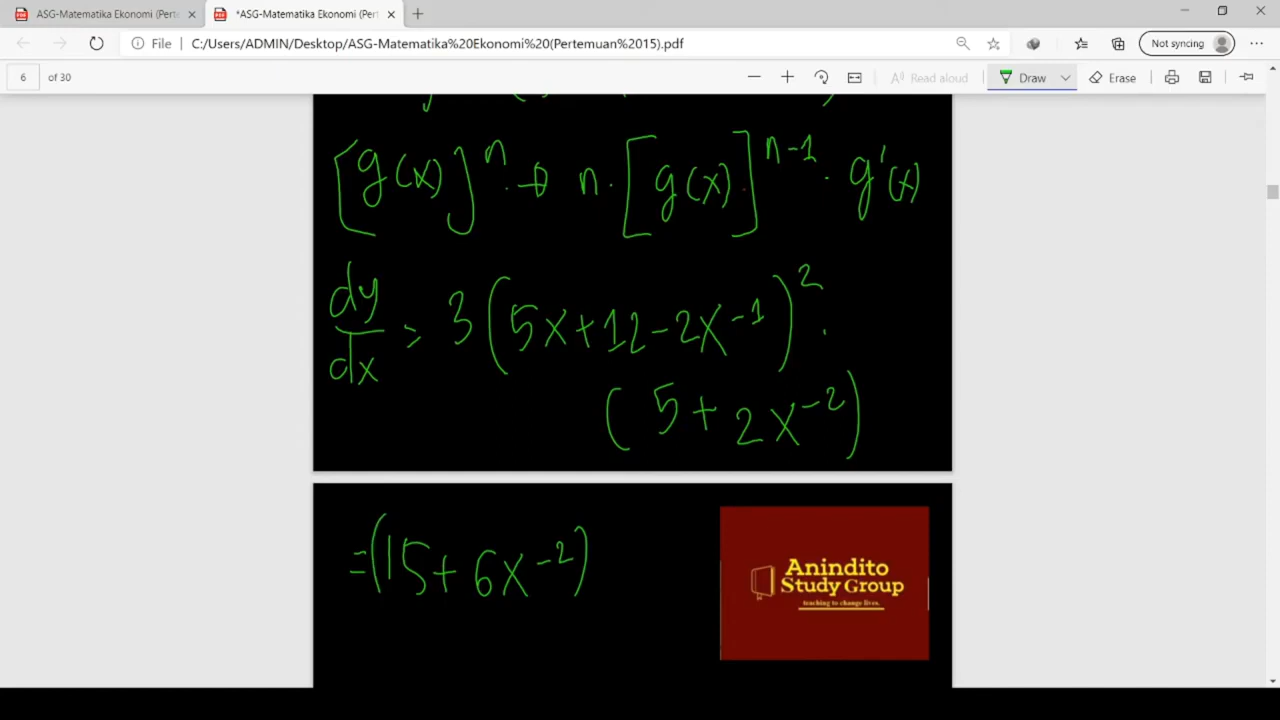 ASG-Matematika Ekonomi (Perte
*ASG-Matematika Ekonomi (Pert
File
C:/Users/ADMIN/Desktop/ASG-Matematika%20Ekonomi%20(Pertemuan%2015).pdf
Not syncing
6 of 30
Read aloud
Draw
Erase
[g(x)]^n → n · [g(x)]^n-1 · g'(x)
dy/dx = 3 (5x + 12 - 2x^-1)^2 ·
(5 + 2x^-2)
= (15 + 6x^-2)
Anindito
Study Group
teaching to change lives.